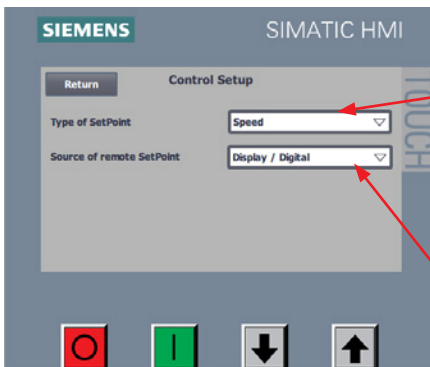 SIEMENS
SIMATIC HMI
TOUCH
Return
Control Setup
Type of SetPoint
Speed
Source of remote SetPoint
Display / Digital